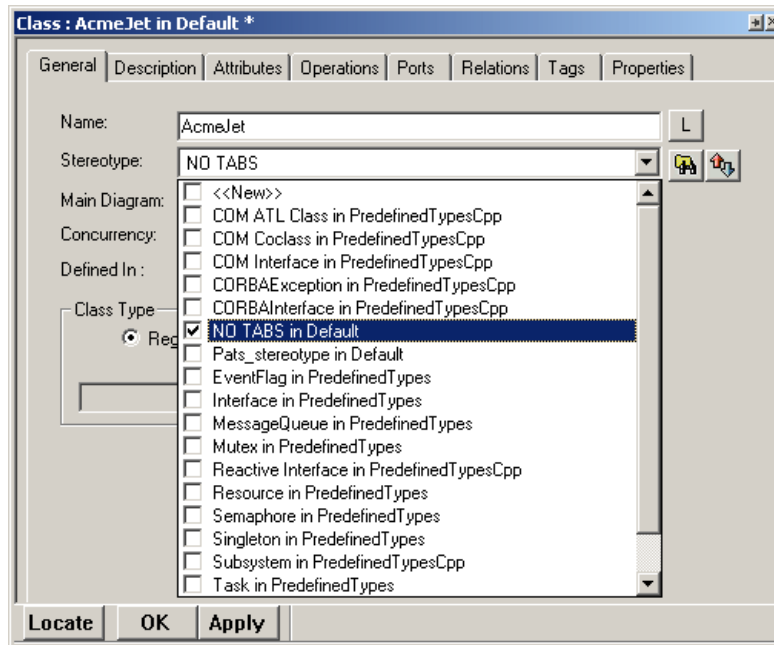 Class : AcmeJet in Default *
General Description Attributes Operations Ports Relations Tags Properties
Name: AcmeJet L
Stereotype: NO TABS
Main Diagram:
Concurrency:
Defined In :
Class Type
<<New>>
COM ATL Class in PredefinedTypesCpp
COM Coclass in PredefinedTypesCpp
COM Interface in PredefinedTypesCpp
CORBAException in PredefinedTypesCpp
CORBAInterface in PredefinedTypesCpp
NO TABS in Default
Pats_stereotype in Default
EventFlag in PredefinedTypes
Interface in PredefinedTypes
MessageQueue in PredefinedTypes
Mutex in PredefinedTypes
Reactive Interface in PredefinedTypesCpp
Resource in PredefinedTypes
Semaphore in PredefinedTypes
Singleton in PredefinedTypes
Subsystem in PredefinedTypesCpp
Task in PredefinedTypes
Locate OK Apply